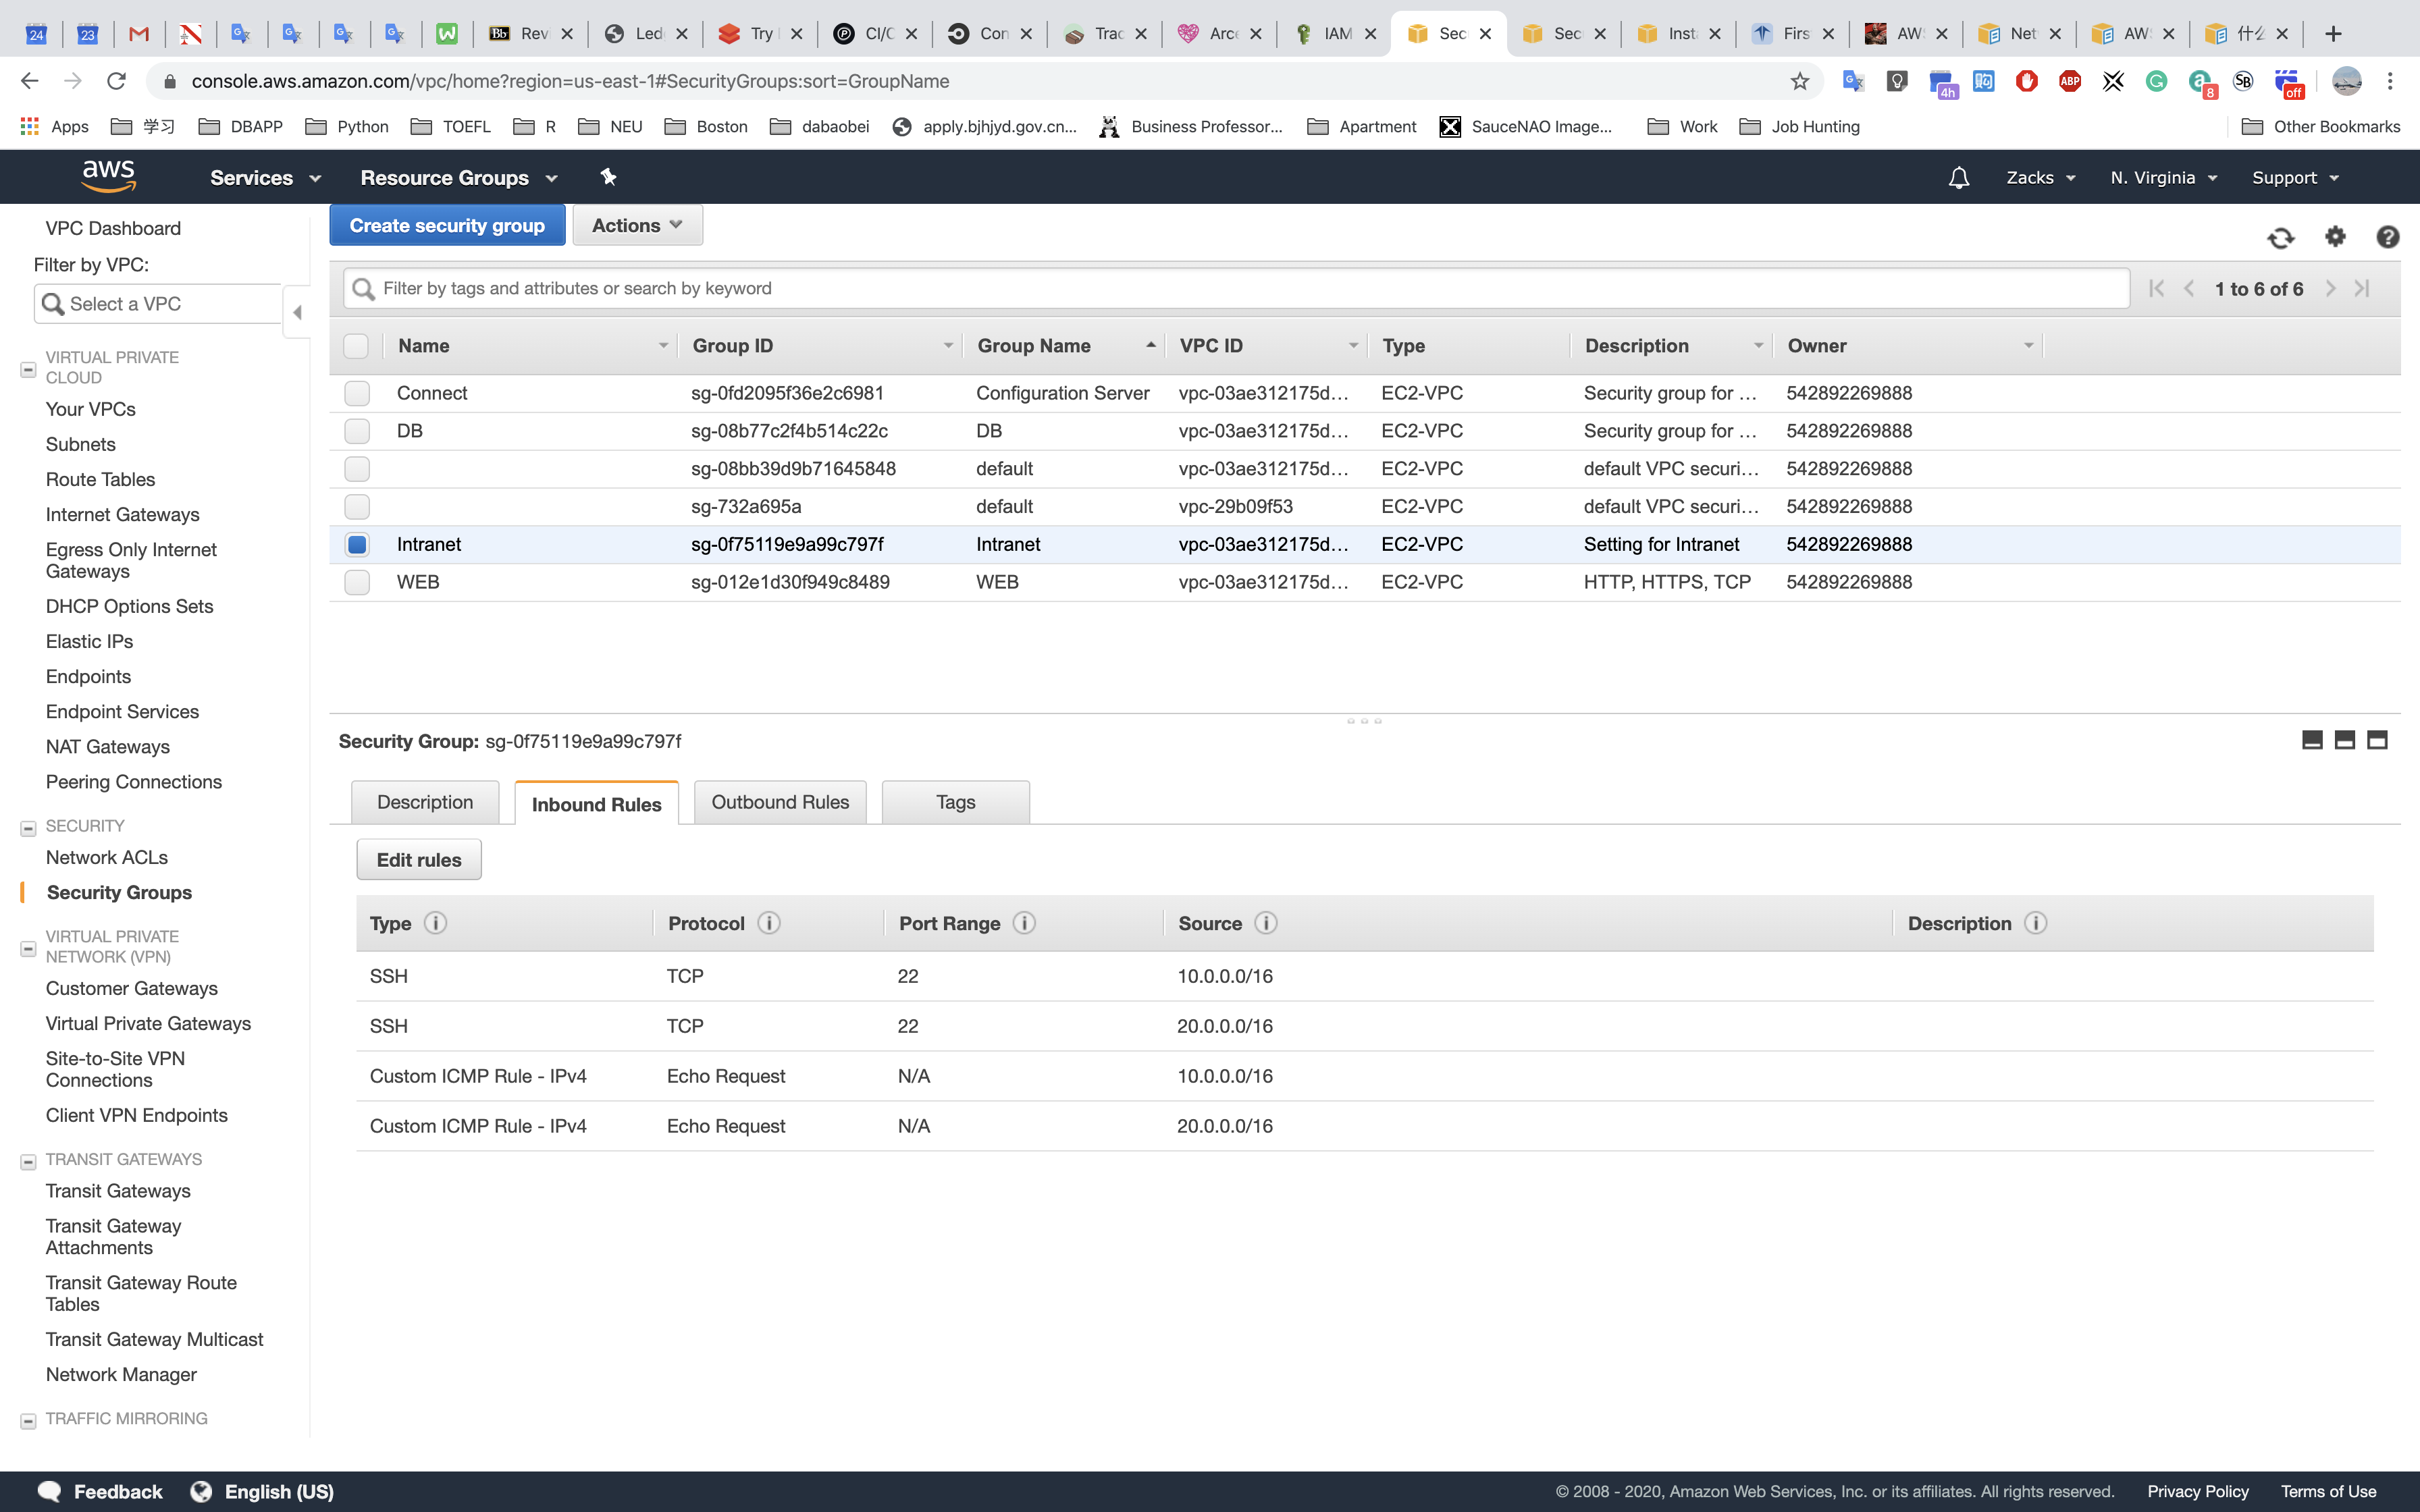 24
23
Rev
Led
Try
CI/C
Con
Trac
Arce
IAM
Sec
Sec
Inst
Firs
AW
Net
AW
什么
console.aws.amazon.com/vpc/home?region=us-east-1#SecurityGroups:sort=GroupName
4h
ABP
8
SB
off
Apps
学习
DBAPP
Python
TOEFL
R
NEU
Boston
dabaobei
apply.bjhjyd.gov.cn...
Business Professor...
Apartment
SauceNAO Image...
Work
Job Hunting
Other Bookmarks
aws
Services
Resource Groups
Zacks
N. Virginia
Support
VPC Dashboard
Filter by VPC:
Select a VPC
VIRTUAL PRIVATE
CLOUD
Your VPCs
Subnets
Route Tables
Internet Gateways
Egress Only Internet
Gateways
DHCP Options Sets
Elastic IPs
Endpoints
Endpoint Services
NAT Gateways
Peering Connections
SECURITY
Network ACLs
Security Groups
VIRTUAL PRIVATE
NETWORK (VPN)
Customer Gateways
Virtual Private Gateways
Site-to-Site VPN
Connections
Client VPN Endpoints
TRANSIT GATEWAYS
Transit Gateways
Transit Gateway
Attachments
Transit Gateway Route
Tables
Transit Gateway Multicast
Network Manager
TRAFFIC MIRRORING
Create security group
Actions
Filter by tags and attributes or search by keyword
1 to 6 of 6
Name Group ID Group Name VPC ID Type Description Owner
Connect sg-0fd2095f36e2c6981 Configuration Server vpc-03ae312175d... EC2-VPC Security group for ... 542892269888
DB sg-08b77c2f4b514c22c DB vpc-03ae312175d... EC2-VPC Security group for ... 542892269888
sg-08bb39d9b71645848 default vpc-03ae312175d... EC2-VPC default VPC securi... 542892269888
sg-732a695a default vpc-29b09f53 EC2-VPC default VPC securi... 542892269888
Intranet sg-0f75119e9a99c797f Intranet vpc-03ae312175d... EC2-VPC Setting for Intranet 542892269888
WEB sg-012e1d30f949c8489 WEB vpc-03ae312175d... EC2-VPC HTTP, HTTPS, TCP 542892269888
Security Group: sg-0f75119e9a99c797f
Description
Inbound Rules
Outbound Rules
Tags
Edit rules
Type Protocol Port Range Source Description
SSH TCP 22 10.0.0.0/16
SSH TCP 22 20.0.0.0/16
Custom ICMP Rule - IPv4 Echo Request N/A 10.0.0.0/16
Custom ICMP Rule - IPv4 Echo Request N/A 20.0.0.0/16
Feedback
English (US)
© 2008 - 2020, Amazon Web Services, Inc. or its affiliates. All rights reserved.
Privacy Policy
Terms of Use